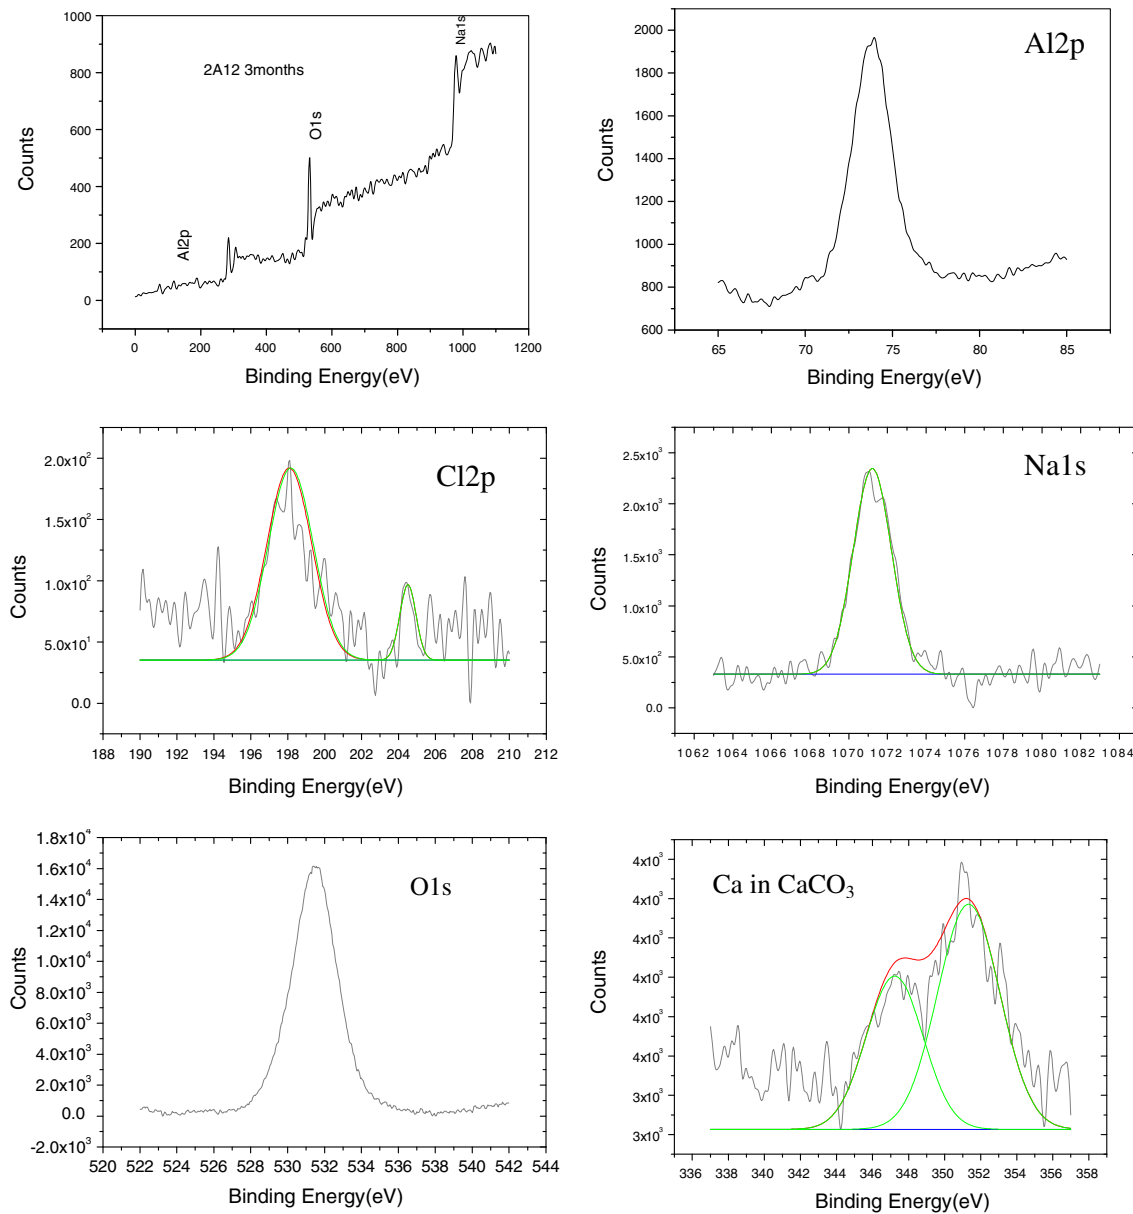 1000
800
600
400
200
0
Counts
2A12 3months
Al2p
O1s
Na1s
0 200 400 600 800 1000 1200
Binding Energy(eV)
2000
1800
1600
1400
1200
1000
800
600
Counts
Al2p
65 70 75 80 85
Binding Energy(eV)
2.0x10²
1.5x10²
1.0x10²
5.0x10¹
0.0
Counts
Cl2p
188 190 192 194 196 198 200 202 204 206 208 210 212
Binding Energy(eV)
2.5x10³
2.0x10³
1.5x10³
1.0x10³
5.0x10²
0.0
Counts
Na1s
1062 1064 1066 1068 1070 1072 1074 1076 1078 1080 1082 1084
Binding Energy(eV)
1.8x10⁴
1.6x10⁴
1.4x10⁴
1.2x10⁴
1.0x10⁴
8.0x10³
6.0x10³
4.0x10³
2.0x10³
0.0
-2.0x10³
Counts
O1s
520 522 524 526 528 530 532 534 536 538 540 542 544
Binding Energy(eV)
4x10³
4x10³
4x10³
4x10³
4x10³
4x10³
3x10³
3x10³
Counts
Ca in CaCO₃
336 338 340 342 344 346 348 350 352 354 356 358
Binding Energy(eV)